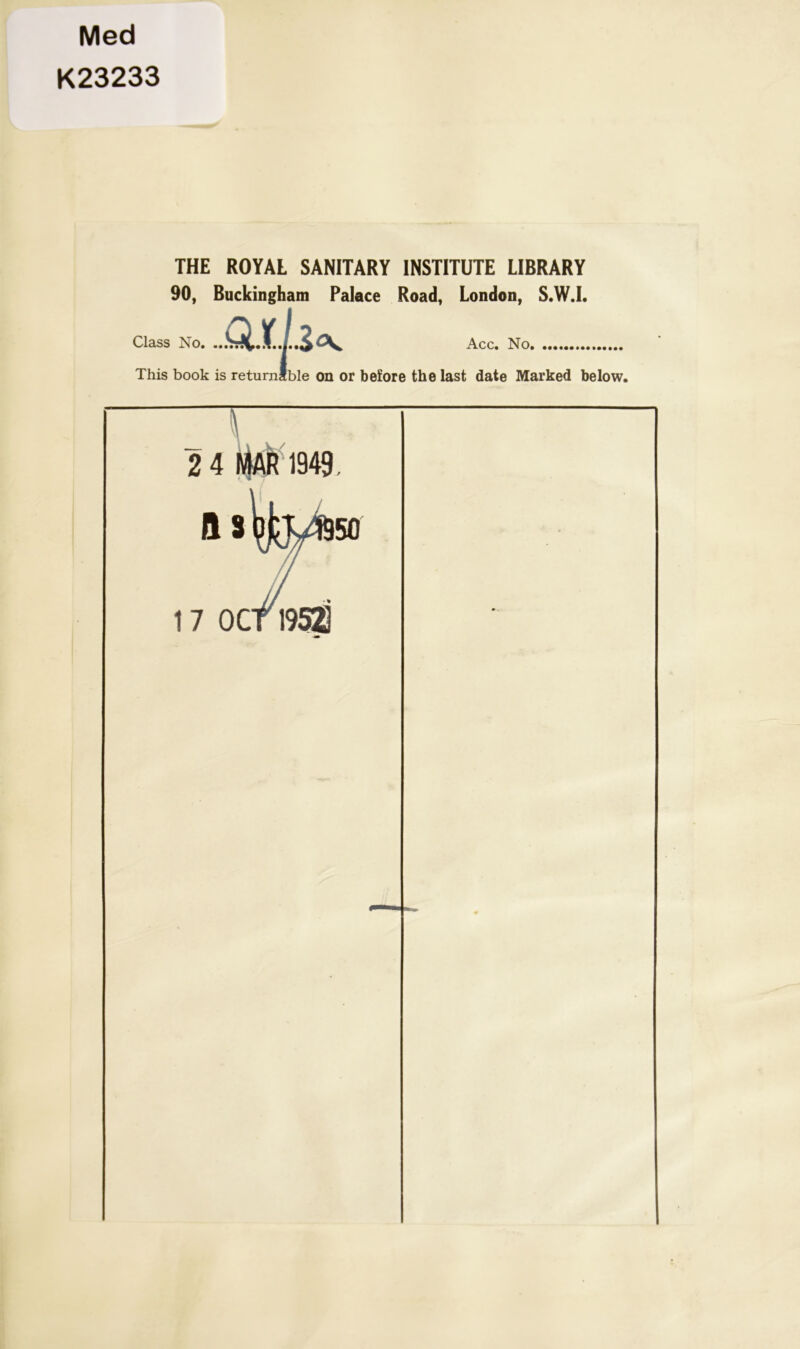 Med
K23233
THE ROYAL SANITARY INSTITUTE LIBRARY
90, Buckingham Palace Road, London, S.W.I.
Class No. Acc. No.
This book is returnable on or before the last date Marked below.
24 MAR 1949
1950
17 OCT 1952